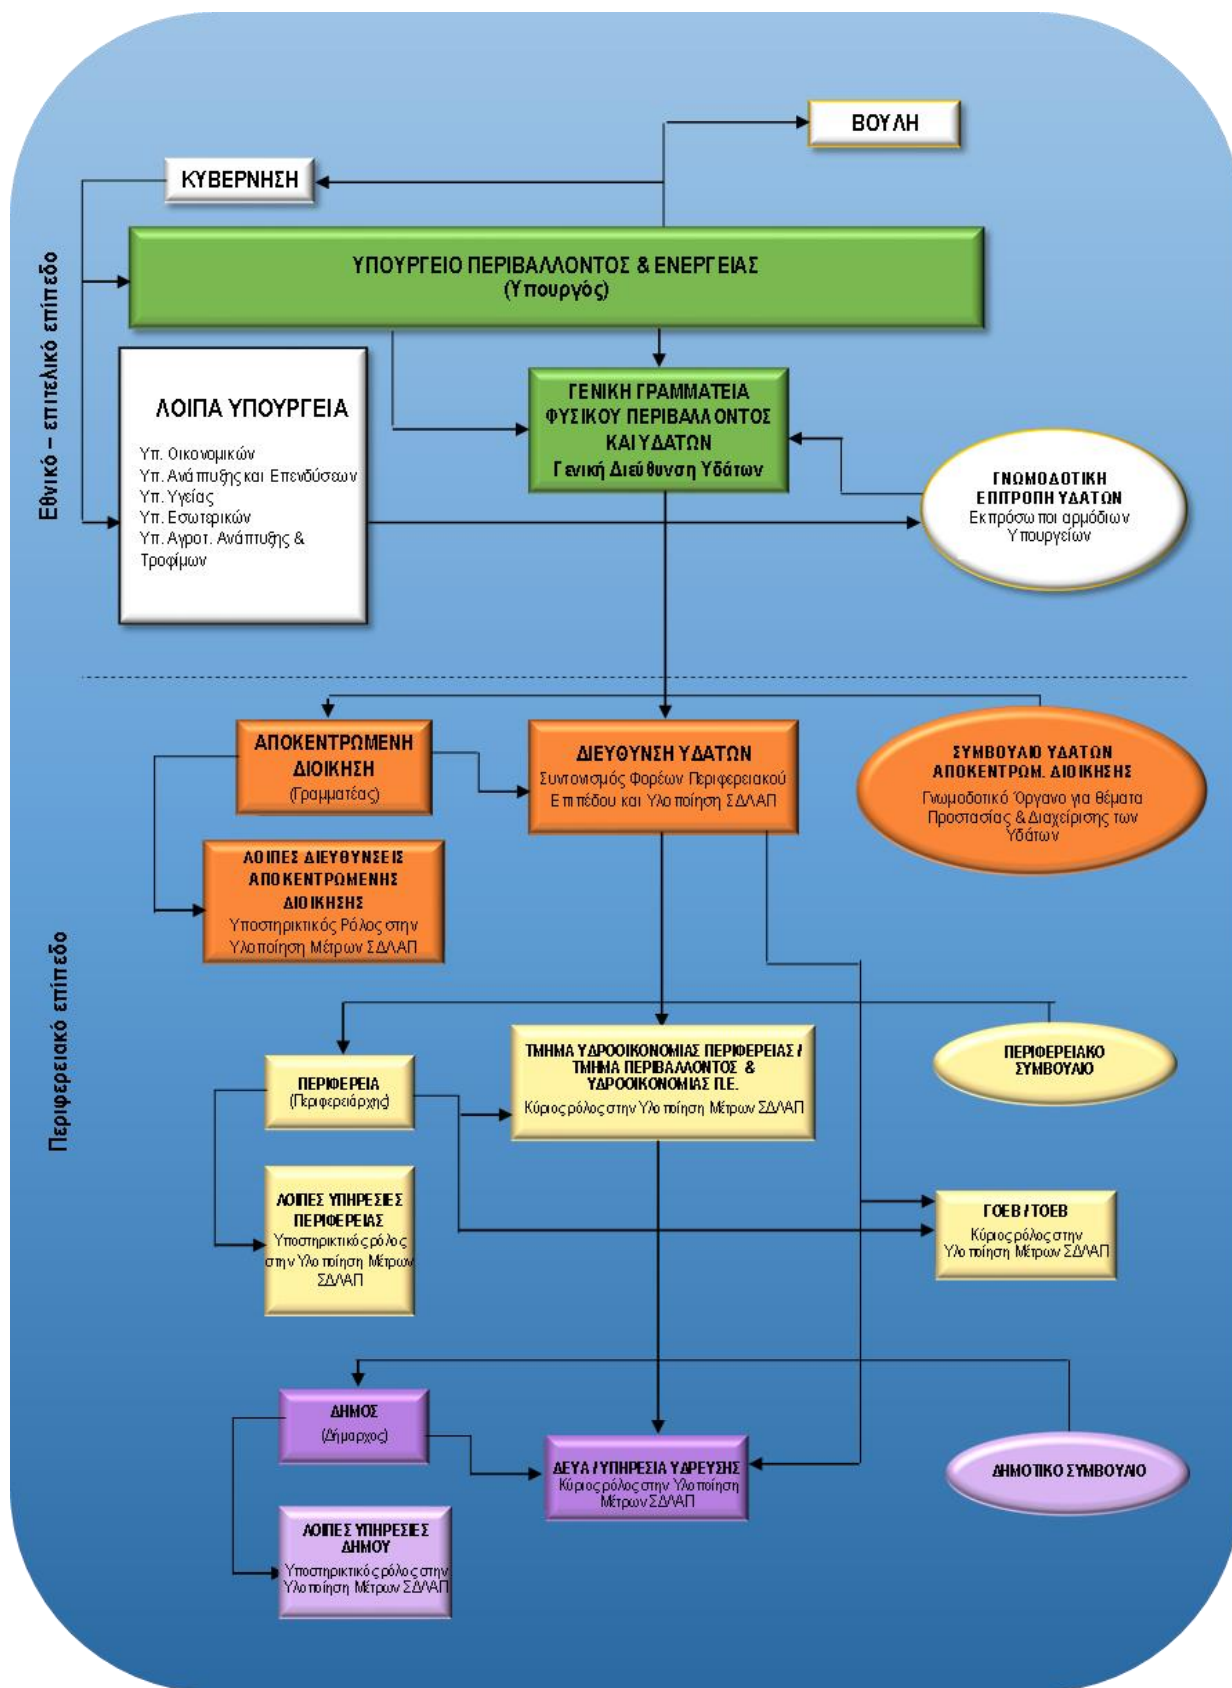 ΒΟΥΛΗ
ΚΥΒΕΡΝΗΣΗ
Εθνικό – επιτελικό επίπεδο
ΥΠΟΥΡΓΕΙΟ ΠΕΡΙΒΑΛΛΟΝΤΟΣ & ΕΝΕΡΓΕΙΑΣ
(Υπουργός)
ΛΟΙΠΑ ΥΠΟΥΡΓΕΙΑ
Υπ. Οικονομικών
Υπ. Ανάπτυξης και Επενδύσεων
Υπ. Υγείας
Υπ. Εσωτερικών
Υπ. Αγροτ. Ανάπτυξης &
Τροφίμων
ΓΕΝΙΚΗ ΓΡΑΜΜΑΤΕΙΑ
ΦΥΣΙΚΟΥ ΠΕΡΙΒΑΛΛΟΝΤΟΣ
ΚΑΙ ΥΔΑΤΩΝ
Γενική Διεύθυνση Υδάτων
ΓΝΩΜΟΔΟΤΙΚΗ
ΕΠΙΤΡΟΠΗ ΥΔΑΤΩΝ
Εκπρόσωποι αρμόδιων
Υπουργείων
Περιφερειακό επίπεδο
ΑΠΟΚΕΝΤΡΩΜΕΝΗ
ΔΙΟΙΚΗΣΗ
(Γραμματέας)
ΔΙΕΥΘΥΝΣΗ ΥΔΑΤΩΝ
Συντονισμός Φορέων Περιφερειακού
Επιπέδου και Υλοποίηση ΣΔΛΑΠ
ΣΥΜΒΟΥΛΙΟ ΥΔΑΤΩΝ
ΑΠΟΚΕΝΤΡΩΜ. ΔΙΟΙΚΗΣΗΣ
Γνωμοδοτικό Όργανο για θέματα
Προστασίας & Διαχείρισης των
Υδάτων
ΛΟΙΠΕΣ ΔΙΕΥΘΥΝΣΕΙΣ
ΑΠΟΚΕΝΤΡΩΜΕΝΗΣ
ΔΙΟΙΚΗΣΗΣ
Υποστηρικτικός Ρόλος στην
Υλοποίηση Μέτρων ΣΔΛΑΠ
ΠΕΡΙΦΕΡΕΙΑ
(Περιφερειάρχης)
ΤΜΗΜΑ ΥΔΡΟΟΙΚΟΝΟΜΙΑΣ ΠΕΡΙΦΕΡΕΙΑΣ /
ΤΜΗΜΑ ΠΕΡΙΒΑΛΛΟΝΤΟΣ &
ΥΔΡΟΟΙΚΟΝΟΜΙΑΣ Π.Ε.
Κύριος ρόλος στην Υλοποίηση Μέτρων ΣΔΛΑΠ
ΠΕΡΙΦΕΡΕΙΑΚΟ
ΣΥΜΒΟΥΛΙΟ
ΛΟΙΠΕΣ ΥΠΗΡΕΣΙΕΣ
ΠΕΡΙΦΕΡΕΙΑΣ
Υποστηρικτικός ρόλος
στην Υλοποίηση Μέτρων
ΣΔΛΑΠ
ΓΟΕΒ / ΤΟΕΒ
Κύριος ρόλος στην
Υλοποίηση Μέτρων ΣΔΛΑΠ
ΔΗΜΟΣ
(Δήμαρχος)
ΔΕΥΑ / ΥΠΗΡΕΣΙΑ ΥΔΡΕΥΣΗΣ
Κύριος ρόλος στην Υλοποίηση
Μέτρων ΣΔΛΑΠ
ΔΗΜΟΤΙΚΟ ΣΥΜΒΟΥΛΙΟ
ΛΟΙΠΕΣ ΥΠΗΡΕΣΙΕΣ
ΔΗΜΟΥ
Υποστηρικτικός ρόλος στην
Υλοποίηση Μέτρων ΣΔΛΑΠ